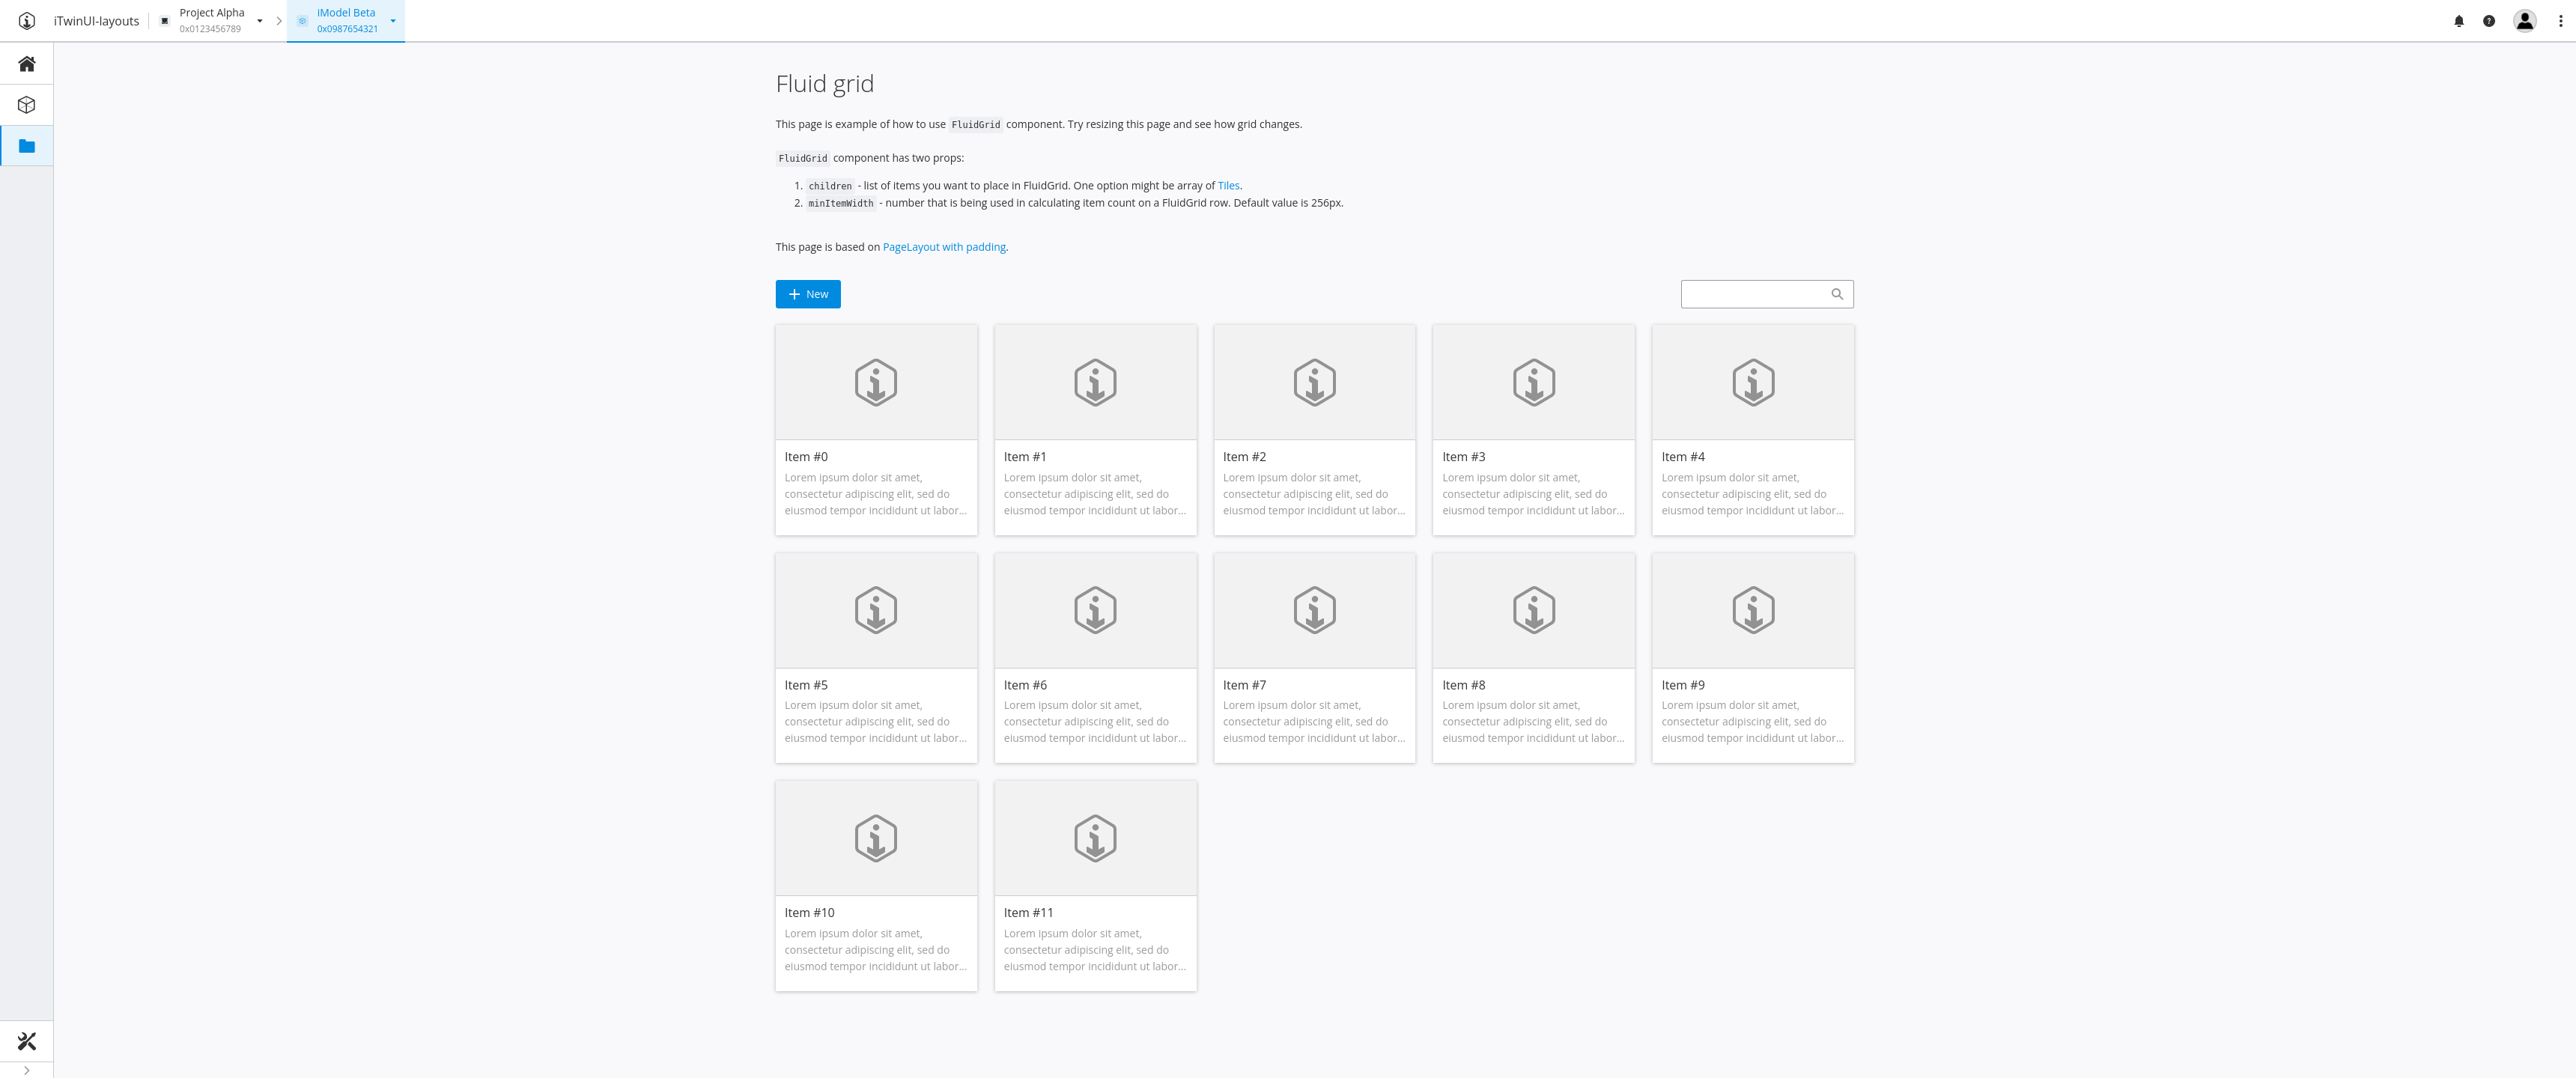 iTwinUI-layouts
Project Alpha
0x0123456789
iModel Beta
0x0987654321
Fluid grid
This page is example of how to use FluidGrid component. Try resizing this page and see how grid changes.
FluidGrid component has two props:
1. children - list of items you want to place in FluidGrid. One option might be array of Tiles.
2. minItemWidth - number that is being used in calculating item count on a FluidGrid row. Default value is 256px.
This page is based on PageLayout with padding.
New
Item #0
Lorem ipsum dolor sit amet,
consectetur adipiscing elit, sed do
eiusmod tempor incididunt ut labor...
Item #1
Lorem ipsum dolor sit amet,
consectetur adipiscing elit, sed do
eiusmod tempor incididunt ut labor...
Item #2
Lorem ipsum dolor sit amet,
consectetur adipiscing elit, sed do
eiusmod tempor incididunt ut labor...
Item #3
Lorem ipsum dolor sit amet,
consectetur adipiscing elit, sed do
eiusmod tempor incididunt ut labor...
Item #4
Lorem ipsum dolor sit amet,
consectetur adipiscing elit, sed do
eiusmod tempor incididunt ut labor...
Item #5
Lorem ipsum dolor sit amet,
consectetur adipiscing elit, sed do
eiusmod tempor incididunt ut labor...
Item #6
Lorem ipsum dolor sit amet,
consectetur adipiscing elit, sed do
eiusmod tempor incididunt ut labor...
Item #7
Lorem ipsum dolor sit amet,
consectetur adipiscing elit, sed do
eiusmod tempor incididunt ut labor...
Item #8
Lorem ipsum dolor sit amet,
consectetur adipiscing elit, sed do
eiusmod tempor incididunt ut labor...
Item #9
Lorem ipsum dolor sit amet,
consectetur adipiscing elit, sed do
eiusmod tempor incididunt ut labor...
Item #10
Lorem ipsum dolor sit amet,
consectetur adipiscing elit, sed do
eiusmod tempor incididunt ut labor...
Item #11
Lorem ipsum dolor sit amet,
consectetur adipiscing elit, sed do
eiusmod tempor incididunt ut labor...